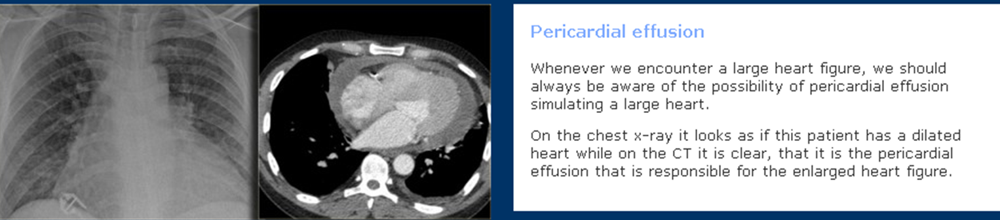 Pericardial effusion
Whenever we encounter a large heart figure, we should
always be aware of the possibility of pericardial effusion
simulating a large heart.
On the chest x-ray it looks as if this patient has a dilated
heart while on the CT it is clear, that it is the pericardial
effusion that is responsible for the enlarged heart figure.